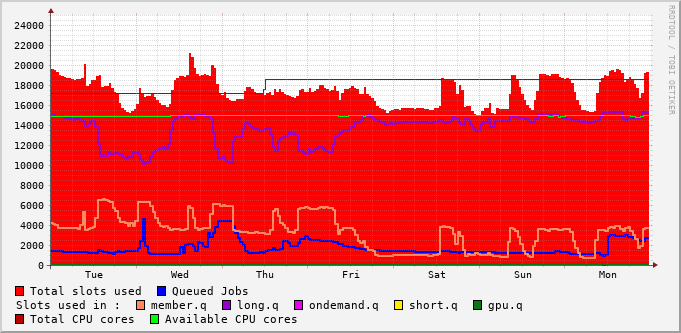 24000
22000
20000
18000
16000
14000
12000
10000
8000
6000
4000
2000
0
Tue Wed Thu Fri Sat Sun Mon
Total slots used Queued Jobs
Slots used in : member.q long.q ondemand.q short.q gpu.q
Total CPU cores Available CPU cores
RRDTOOL / TOBI OETIKER